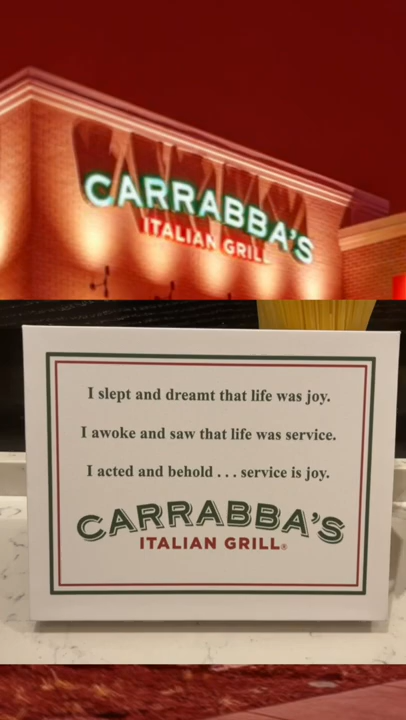 CARRABBA'S
ITALIAN GRILL
I slept and dreamt that life was joy.
I awoke and saw that life was service.
I acted and behold . . . service is joy.
CARRABBA'S
ITALIAN GRILL®